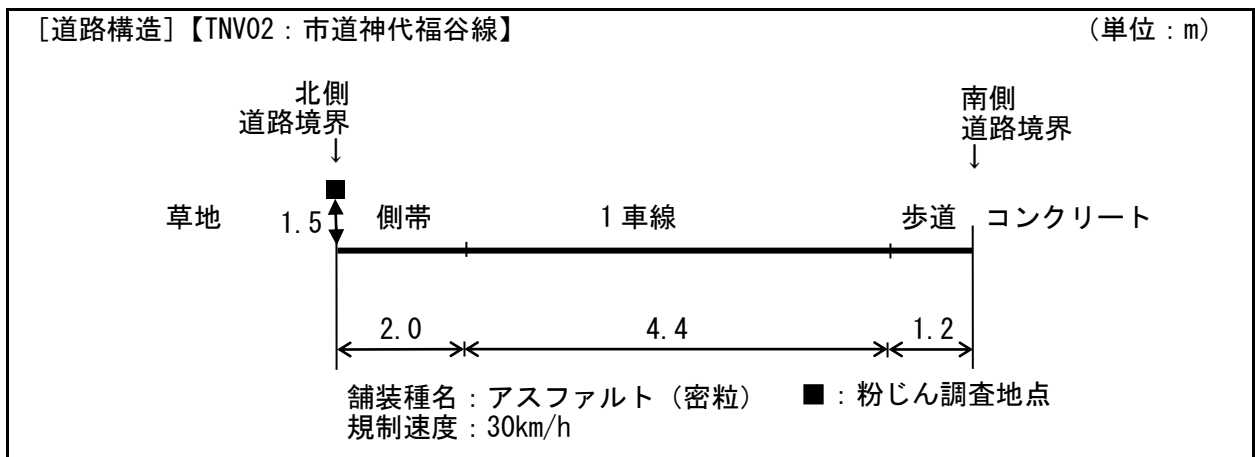 [道路構造]【TNV02：市道神代福谷線】 (単位：m)
北側
道路境界
↓
南側
道路境界
↓
草地 1.5 側帯 1車線 歩道 コンクリート
2.0 4.4 1.2
舗装種名：アスファルト（密粒） ■：粉じん調査地点
規制速度：30km/h